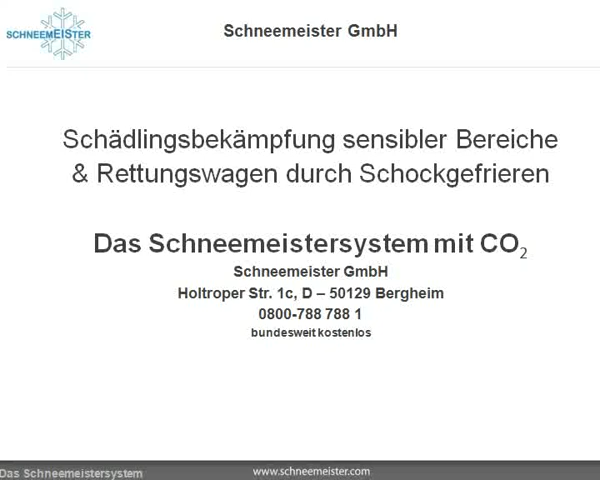 SCHNEEMEISTER
Schneemeister GmbH
Schädlingsbekämpfung sensibler Bereiche
& Rettungswagen durch Schockgefrieren
Das Schneemeistersystem mit CO₂
Schneemeister GmbH
Holtroper Str. 1c, D – 50129 Bergheim
0800-788 788 1
bundesweit kostenlos
Das Schneemeistersystem
www.schneemeister.com